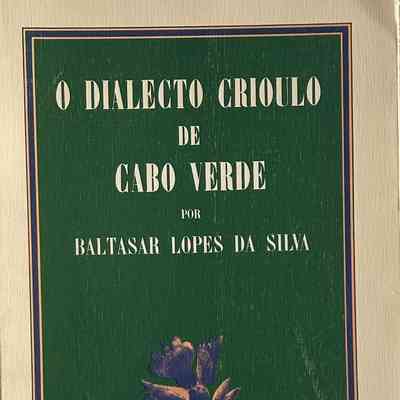 O DIALECTO CRIOULO
DE
CABO VERDE
POR
BALTASAR LOPES DA SILVA